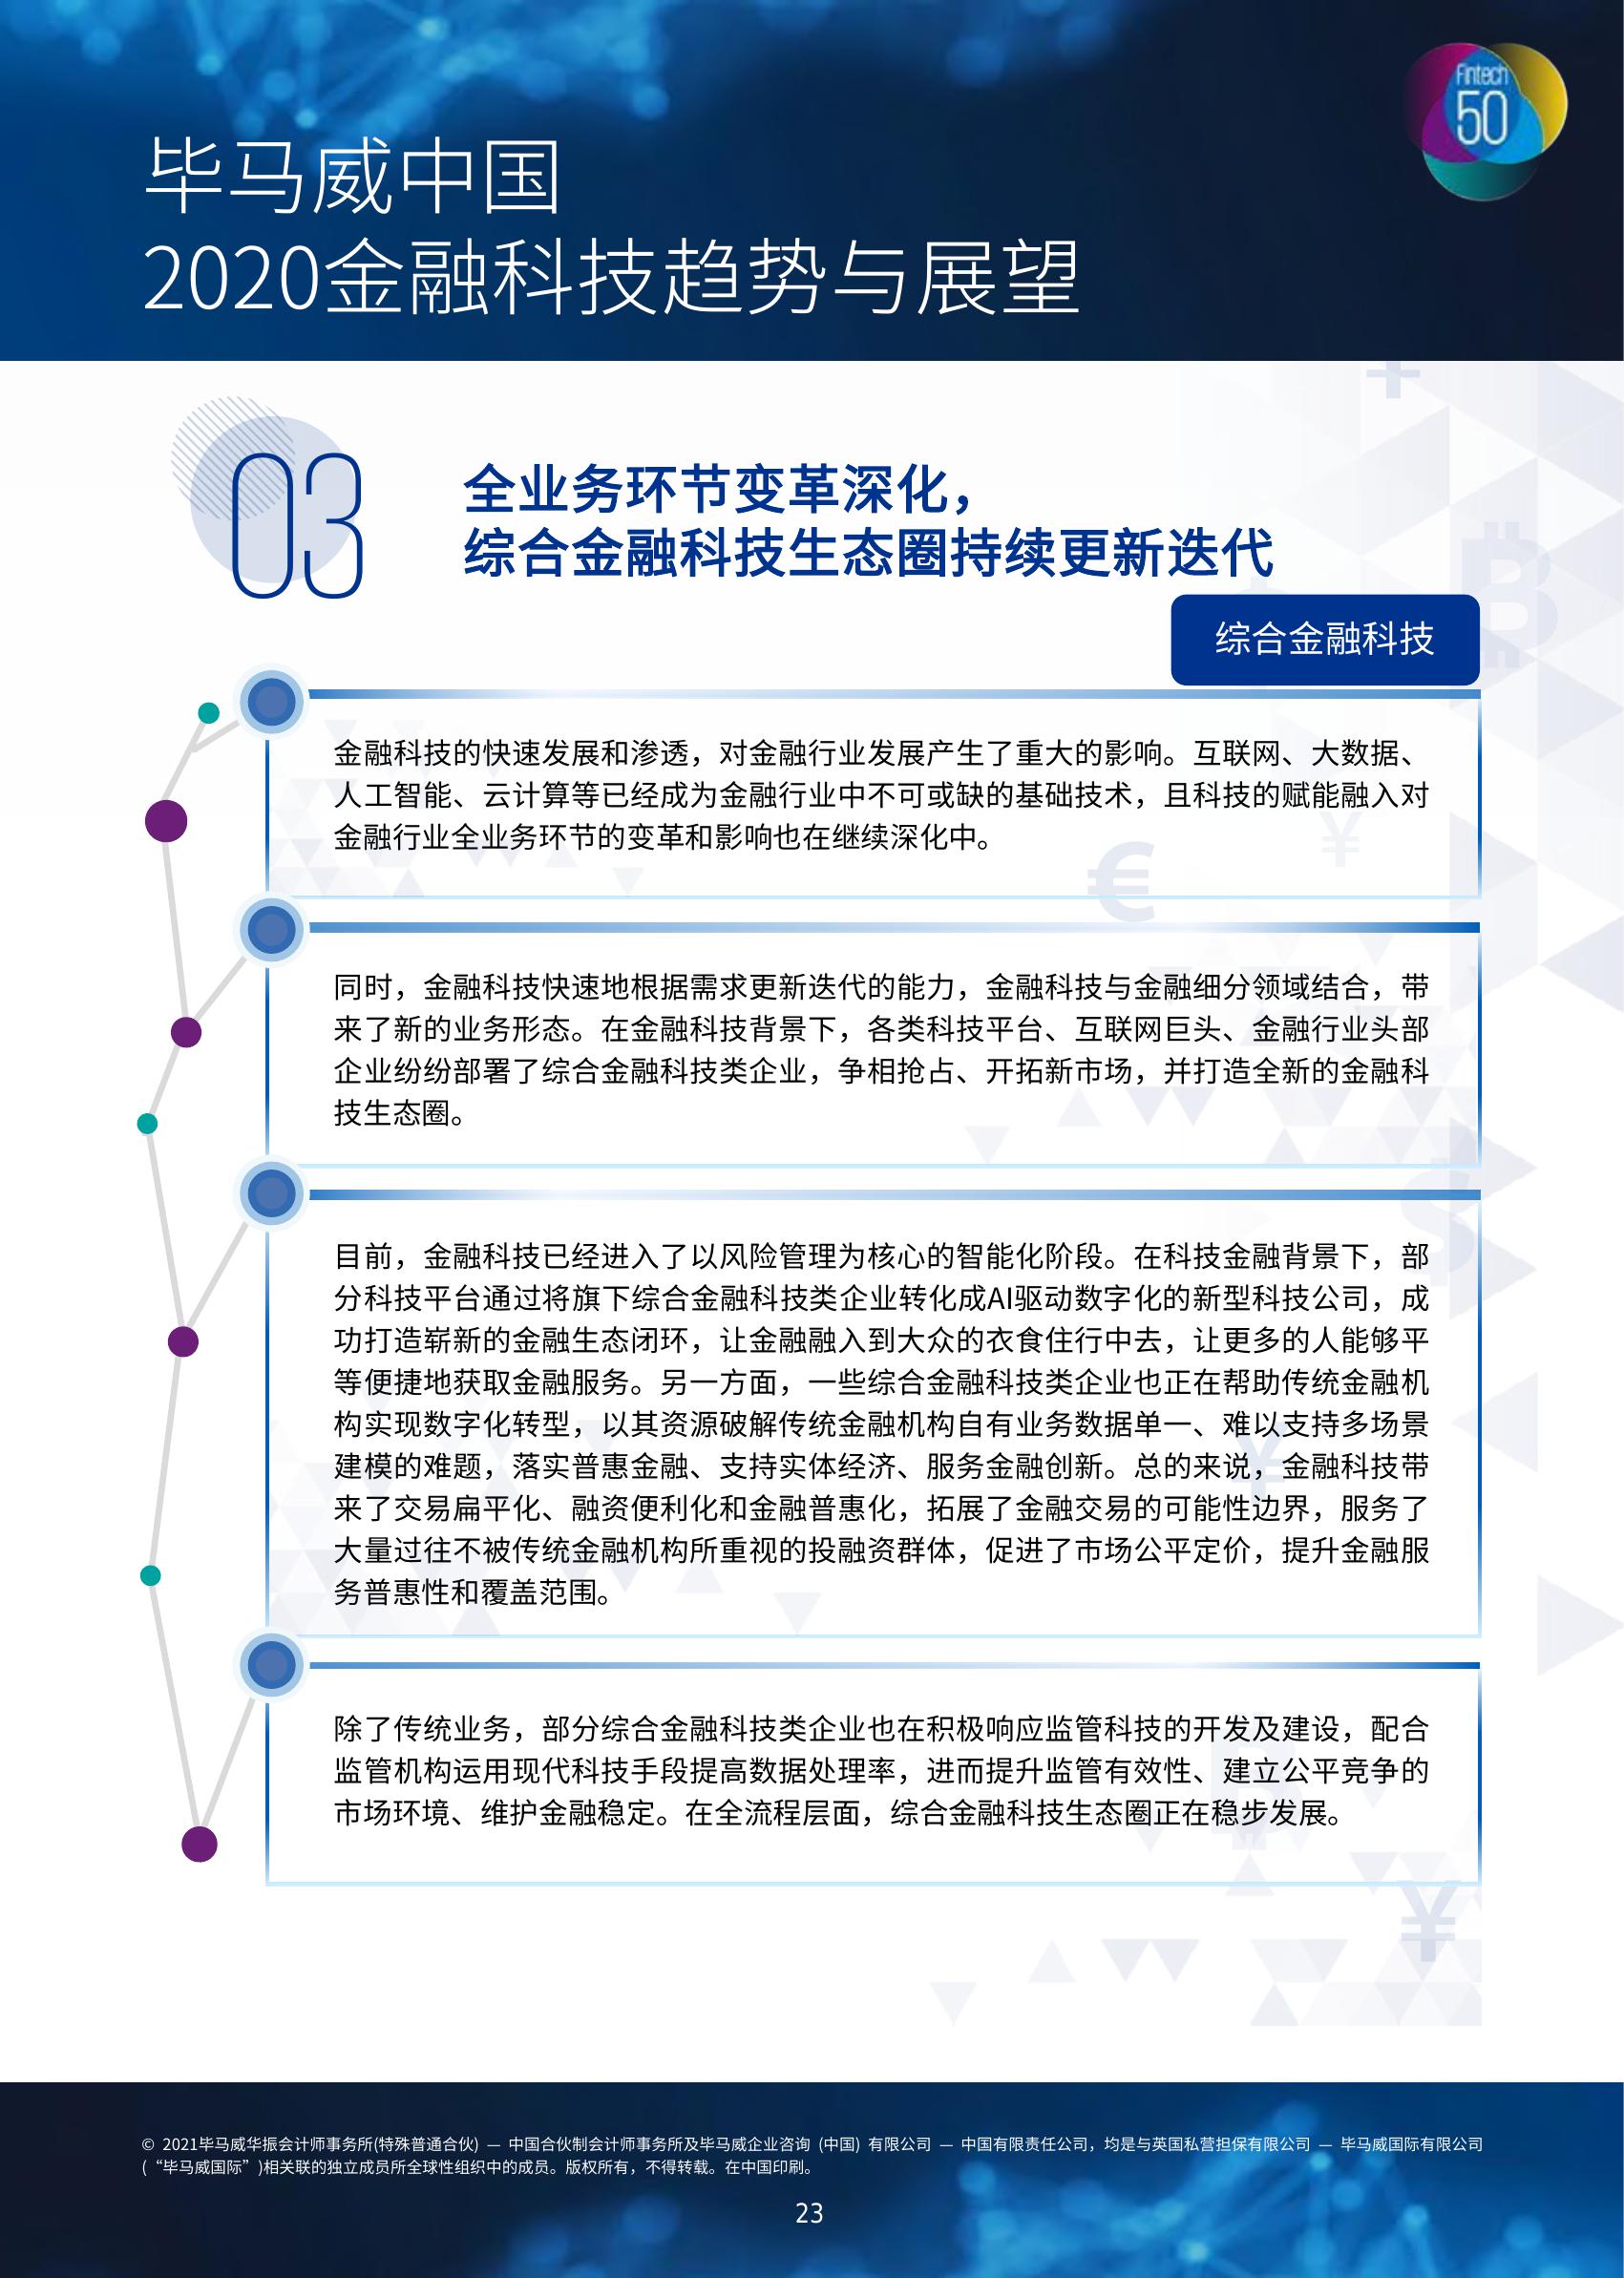 Fintech
50
毕马威中国
2020金融科技趋势与展望
03
全业务环节变革深化，
综合金融科技生态圈持续更新迭代
综合金融科技
金融科技的快速发展和渗透，对金融行业发展产生了重大的影响。互联网、大数据、
人工智能、云计算等已经成为金融行业中不可或缺的基础技术，且科技的赋能融入对
金融行业全业务环节的变革和影响也在继续深化中。
同时，金融科技快速地根据需求更新迭代的能力，金融科技与金融细分领域结合，带
来了新的业务形态。在金融科技背景下，各类科技平台、互联网巨头、金融行业头部
企业纷纷部署了综合金融科技类企业，争相抢占、开拓新市场，并打造全新的金融科
技生态圈。
目前，金融科技已经进入了以风险管理为核心的智能化阶段。在科技金融背景下，部
分科技平台通过将旗下综合金融科技类企业转化成AI驱动数字化的新型科技公司，成
功打造崭新的金融生态闭环，让金融融入到大众的衣食住行中去，让更多的人能够平
等便捷地获取金融服务。另一方面，一些综合金融科技类企业也正在帮助传统金融机
构实现数字化转型，以其资源破解传统金融机构自有业务数据单一、难以支持多场景
建模的难题，落实普惠金融、支持实体经济、服务金融创新。总的来说，金融科技带
来了交易扁平化、融资便利化和金融普惠化，拓展了金融交易的可能性边界，服务了
大量过往不被传统金融机构所重视的投融资群体，促进了市场公平定价，提升金融服
务普惠性和覆盖范围。
除了传统业务，部分综合金融科技类企业也在积极响应监管科技的开发及建设，配合
监管机构运用现代科技手段提高数据处理率，进而提升监管有效性、建立公平竞争的
市场环境、维护金融稳定。在全流程层面，综合金融科技生态圈正在稳步发展。
© 2021毕马威华振会计师事务所(特殊普通合伙) — 中国合伙制会计师事务所及毕马威企业咨询 (中国) 有限公司 — 中国有限责任公司，均是与英国私营担保有限公司 — 毕马威国际有限公司
(“毕马威国际”)相关联的独立成员所全球性组织中的成员。版权所有，不得转载。在中国印刷。
23